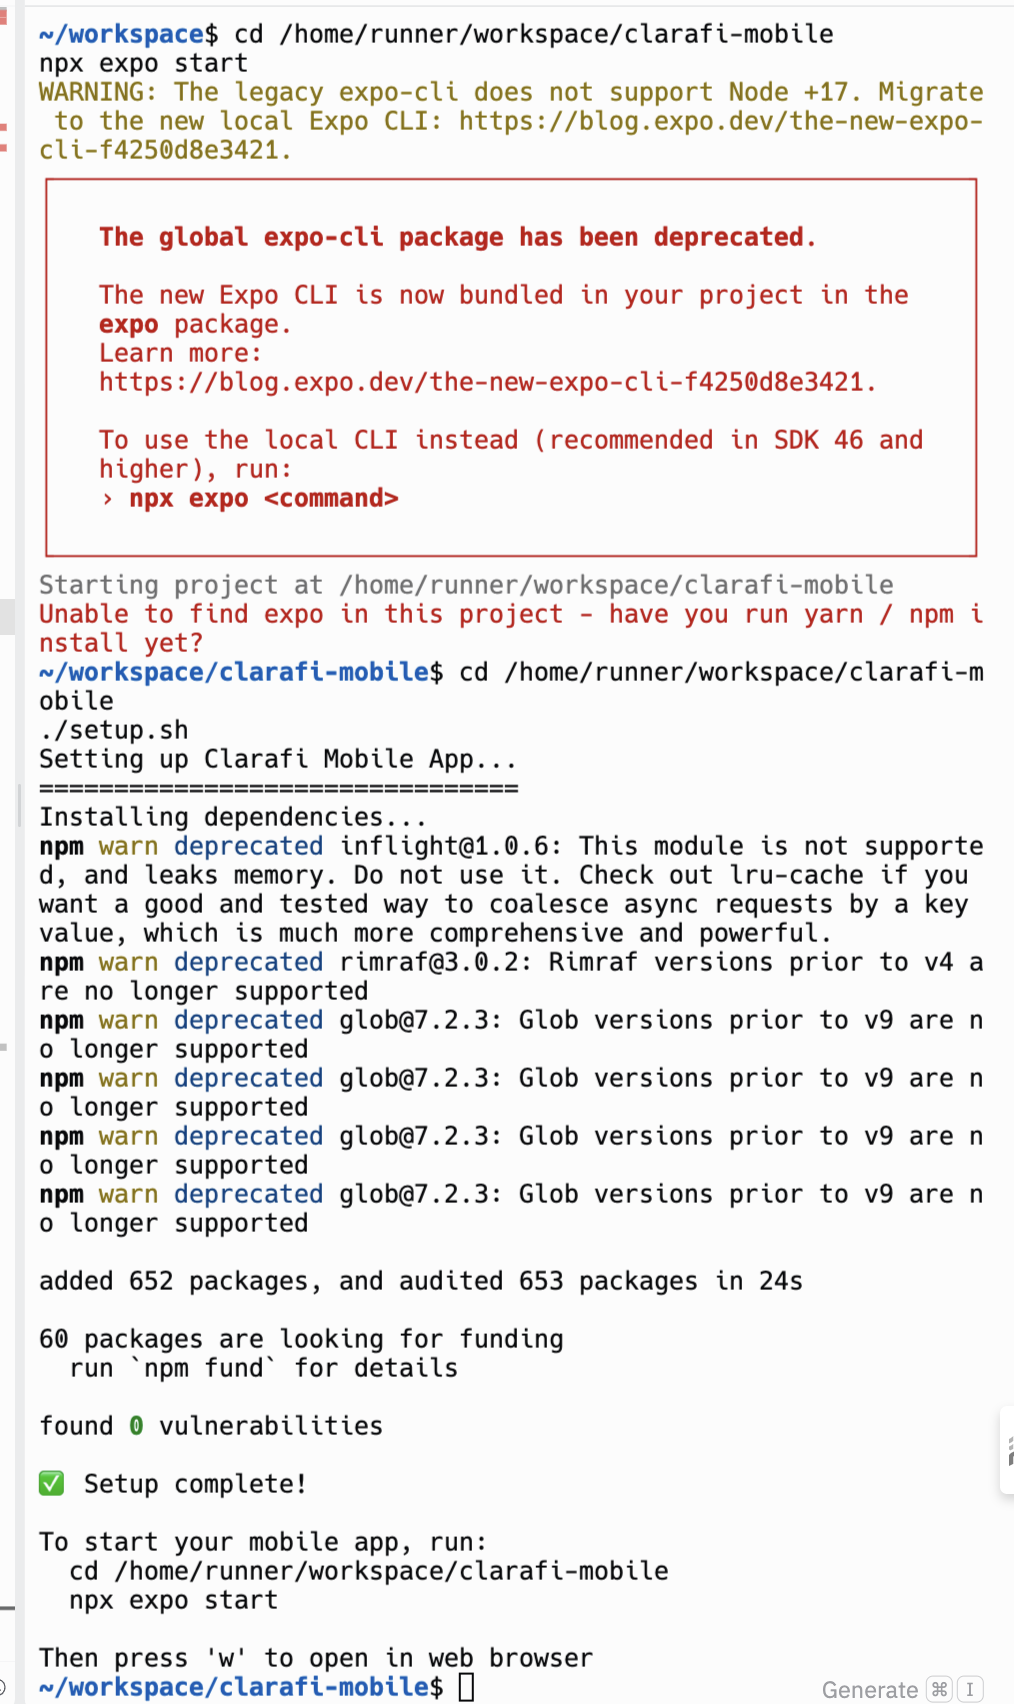 ~/workspace$ cd /home/runner/workspace/clarafi-mobile
npx expo start
WARNING: The legacy expo-cli does not support Node +17. Migrate
 to the new local Expo CLI: https://blog.expo.dev/the-new-expo-
cli-f4250d8e3421.
The global expo-cli package has been deprecated.
The new Expo CLI is now bundled in your project in the
expo package.
Learn more:
https://blog.expo.dev/the-new-expo-cli-f4250d8e3421.
To use the local CLI instead (recommended in SDK 46 and
higher), run:
› npx expo <command>
Starting project at /home/runner/workspace/clarafi-mobile
Unable to find expo in this project - have you run yarn / npm i
nstall yet?
~/workspace/clarafi-mobile$ cd /home/runner/workspace/clarafi-m
obile
./setup.sh
Setting up Clarafi Mobile App...
================================
Installing dependencies...
npm warn deprecated inflight@1.0.6: This module is not supporte
d, and leaks memory. Do not use it. Check out lru-cache if you
want a good and tested way to coalesce async requests by a key
value, which is much more comprehensive and powerful.
npm warn deprecated rimraf@3.0.2: Rimraf versions prior to v4 a
re no longer supported
npm warn deprecated glob@7.2.3: Glob versions prior to v9 are n
o longer supported
npm warn deprecated glob@7.2.3: Glob versions prior to v9 are n
o longer supported
npm warn deprecated glob@7.2.3: Glob versions prior to v9 are n
o longer supported
npm warn deprecated glob@7.2.3: Glob versions prior to v9 are n
o longer supported
added 652 packages, and audited 653 packages in 24s
60 packages are looking for funding
  run `npm fund` for details
found 0 vulnerabilities
✅ Setup complete!
To start your mobile app, run:
  cd /home/runner/workspace/clarafi-mobile
  npx expo start
Then press 'w' to open in web browser
~/workspace/clarafi-mobile$
Generate ⌘ I